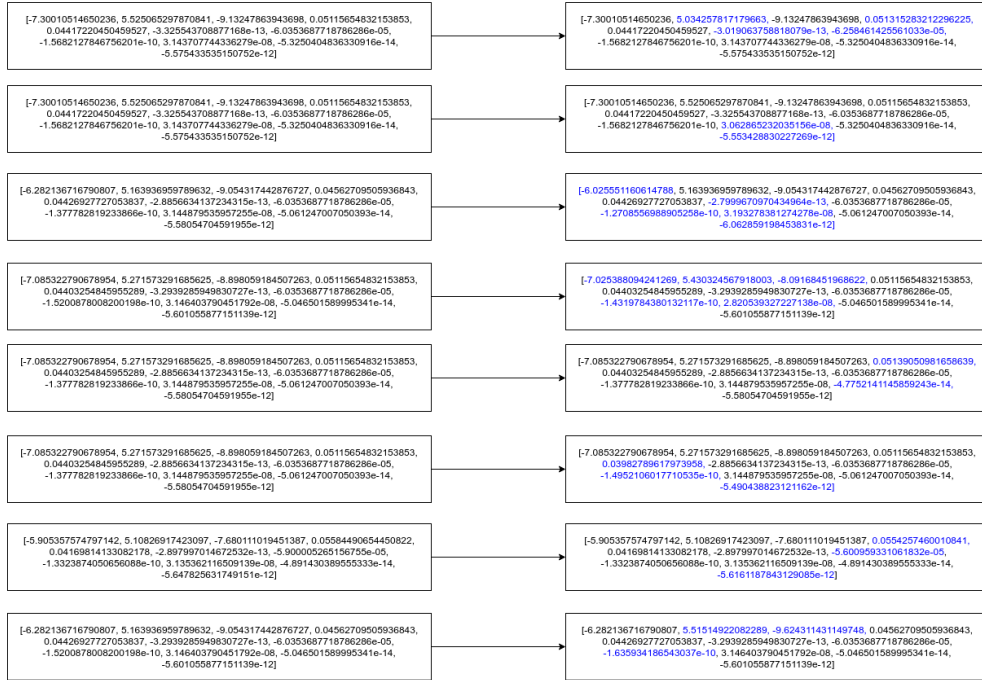 [-7.30010514650236, 5.525065297870841, -9.13247863943698, 0.05115654832153853,
0.04417220450459527, -3.325543708877168e-13, -6.0353687718786286e-05,
-1.5682127846756201e-10, 3.143707744336279e-08, -5.3250404836330916e-14,
-5.575433535150752e-12]
[-7.30010514650236, 5.034257817179663, -9.13247863943698, 0.051315283212296225,
0.04417220450459527, -3.019063758818079e-13, -6.258461425561033e-05,
-1.5682127846756201e-10, 3.143707744336279e-08, -5.3250404836330916e-14,
-5.575433535150752e-12]
[-7.30010514650236, 5.525065297870841, -9.13247863943698, 0.05115654832153853,
0.04417220450459527, -3.325543708877168e-13, -6.0353687718786286e-05,
-1.5682127846756201e-10, 3.143707744336279e-08, -5.3250404836330916e-14,
-5.575433535150752e-12]
[-7.30010514650236, 5.525065297870841, -9.13247863943698, 0.05115654832153853,
0.04417220450459527, -3.325543708877168e-13, -6.0353687718786286e-05,
-1.5682127846756201e-10, 3.062865232035156e-08, -5.3250404836330916e-14,
-5.553428830227269e-12]
[-6.282136716790807, 5.163936959789632, -9.054317442876727, 0.04562709505936843,
0.04426927727053837, -2.8856634137234315e-13, -6.0353687718786286e-05,
-1.377782819233866e-10, 3.144879535957255e-08, -5.061247007050393e-14,
-5.58054704591955e-12]
[-6.025551160614788, 5.163936959789632, -9.054317442876727, 0.04562709505936843,
0.04426927727053837, -2.7999670970434964e-13, -6.0353687718786286e-05,
-1.2708556988905258e-10, 3.193278381274278e-08, -5.061247007050393e-14,
-6.062859198453831e-12]
[-7.085322790678954, 5.271573291685625, -8.898059184507263, 0.05115654832153853,
0.04403254845955289, -3.2939285949830727e-13, -6.0353687718786286e-05,
-1.5200878008200198e-10, 3.146403790451792e-08, -5.046501589995341e-14,
-5.601055877151139e-12]
[-7.025388094241269, 5.430324567918003, -8.09168451968622, 0.05115654832153853,
0.04403254845955289, -3.2939285949830727e-13, -6.0353687718786286e-05,
-1.4319784380132117e-10, 2.820539327227138e-08, -5.046501589995341e-14,
-5.601055877151139e-12]
[-7.085322790678954, 5.271573291685625, -8.898059184507263, 0.05115654832153853,
0.04403254845955289, -2.8856634137234315e-13, -6.0353687718786286e-05,
-1.377782819233866e-10, 3.144879535957255e-08, -5.061247007050393e-14,
-5.58054704591955e-12]
[-7.085322790678954, 5.271573291685625, -8.898059184507263, 0.05139050981658639,
0.04403254845955289, -2.8856634137234315e-13, -6.0353687718786286e-05,
-1.377782819233866e-10, 3.144879535957255e-08, -4.7752141145859243e-14,
-5.58054704591955e-12]
[-7.085322790678954, 5.271573291685625, -8.898059184507263, 0.05115654832153853,
0.04403254845955289, -2.8856634137234315e-13, -6.0353687718786286e-05,
-1.377782819233866e-10, 3.144879535957255e-08, -5.061247007050393e-14,
-5.58054704591955e-12]
[-7.085322790678954, 5.271573291685625, -8.898059184507263, 0.05115654832153853,
0.03982789617973958, -2.8856634137234315e-13, -6.0353687718786286e-05,
-1.4952106017710535e-10, 3.144879535957255e-08, -5.061247007050393e-14,
-5.490438823121162e-12]
[-5.905357574797142, 5.10826917423097, -7.680111019451387, 0.05584490654450822,
0.04169814133082178, -2.897997014672532e-13, -5.900005265156755e-05,
-1.3323874050656088e-10, 3.135362116509139e-08, -4.891430389555333e-14,
-5.647825631749151e-12]
[-5.905357574797142, 5.10826917423097, -7.680111019451387, 0.0554257460010841,
0.04169814133082178, -2.897997014672532e-13, -5.600959331061832e-05,
-1.3323874050656088e-10, 3.135362116509139e-08, -4.891430389555333e-14,
-5.6161187843129085e-12]
[-6.282136716790807, 5.163936959789632, -9.054317442876727, 0.04562709505936843,
0.04426927727053837, -3.2939285949830727e-13, -6.0353687718786286e-05,
-1.5200878008200198e-10, 3.146403790451792e-08, -5.046501589995341e-14,
-5.601055877151139e-12]
[-6.282136716790807, 5.51514922082289, -9.624311431149748, 0.04562709505936843,
0.04426927727053837, -3.2939285949830727e-13, -6.0353687718786286e-05,
-1.635934186543037e-10, 3.146403790451792e-08, -5.046501589995341e-14,
-5.601055877151139e-12]